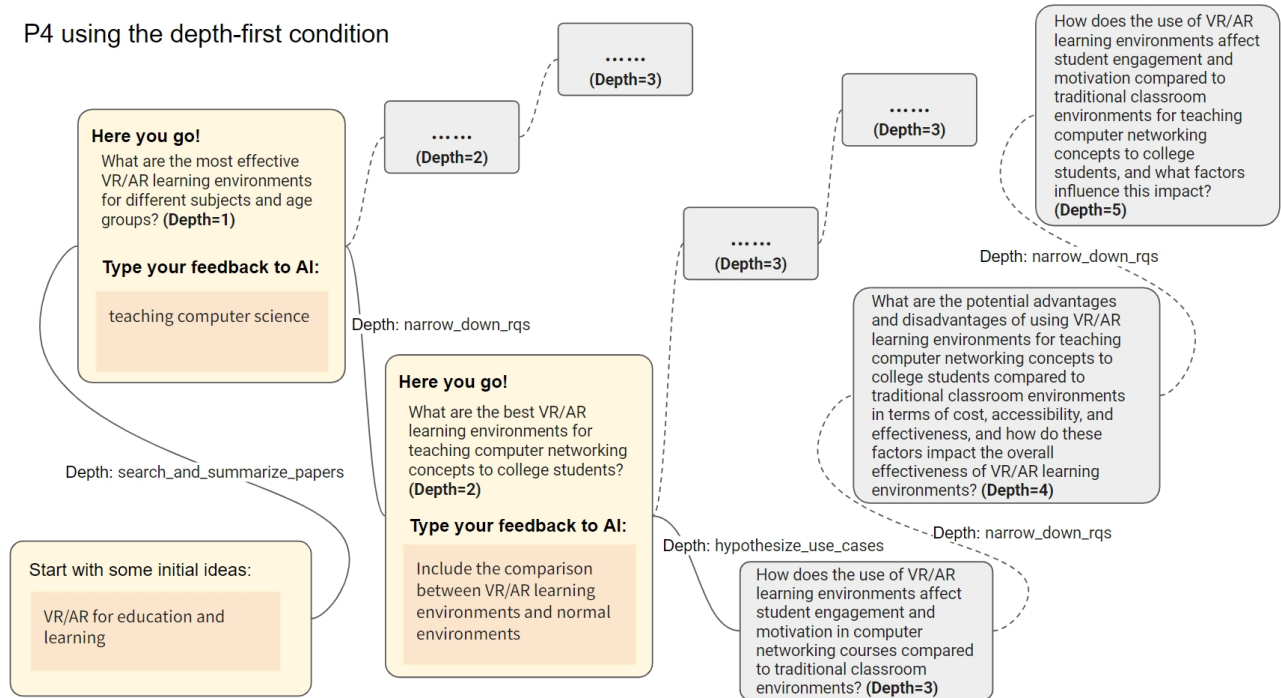 P4 using the depth-first condition
Here you go!
What are the most effective
VR/AR learning environments
for different subjects and age
groups? (Depth=1)
Type your feedback to AI:
teaching computer science
Depth: search_and_summarize_papers
Start with some initial ideas:
VR/AR for education and
learning
......
(Depth=2)
......
(Depth=3)
Depth: narrow_down_rqs
Here you go!
What are the best VR/AR
learning environments for
teaching computer networking
concepts to college students?
(Depth=2)
Type your feedback to AI:
Include the comparison
between VR/AR learning
environments and normal
environments
......
(Depth=3)
......
(Depth=3)
Depth: hypothesize_use_cases
How does the use of VR/AR
learning environments affect
student engagement and
motivation in computer
networking courses compared
to traditional classroom
environments? (Depth=3)
Depth: narrow_down_rqs
What are the potential advantages
and disadvantages of using VR/AR
learning environments for teaching
computer networking concepts to
college students compared to
traditional classroom environments
in terms of cost, accessibility, and
effectiveness, and how do these
factors impact the overall
effectiveness of VR/AR learning
environments? (Depth=4)
Depth: narrow_down_rqs
How does the use of VR/AR
learning environments affect
student engagement and
motivation compared to
traditional classroom
environments for teaching
computer networking
concepts to college
students, and what factors
influence this impact?
(Depth=5)